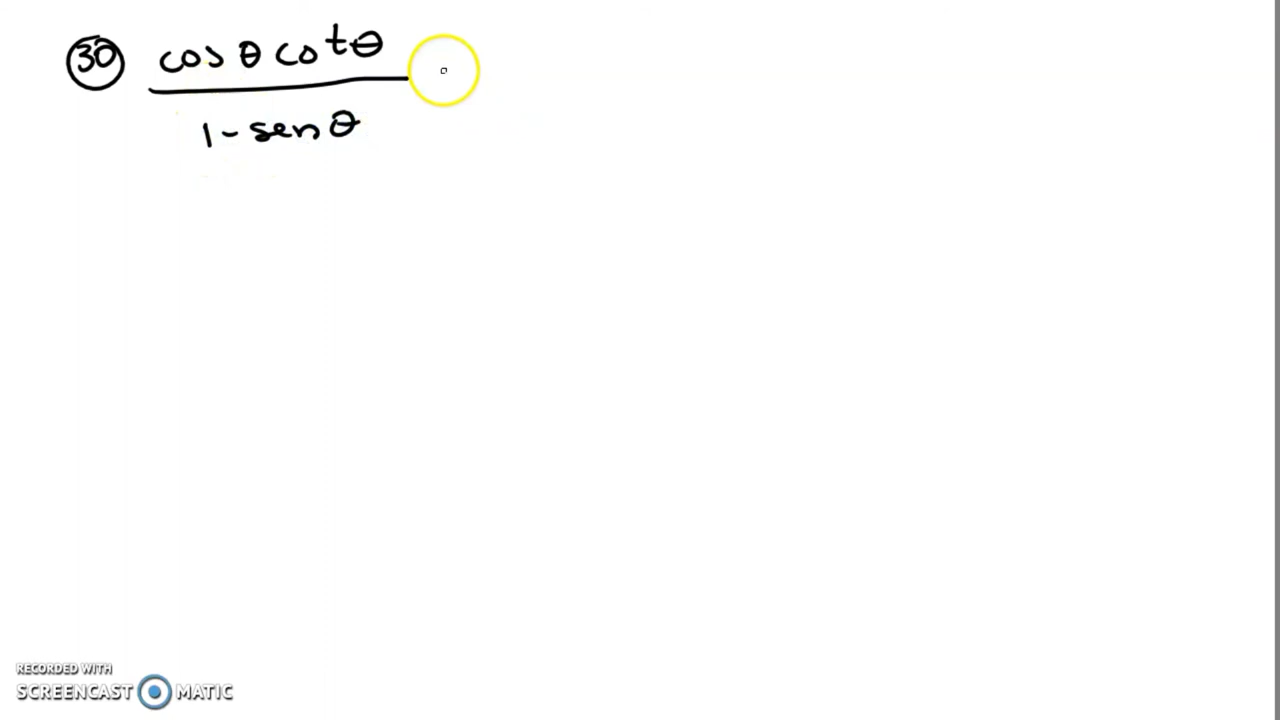 30 cos θ cot θ
1 - sen θ
RECORDED WITH
SCREENCAST MATIC